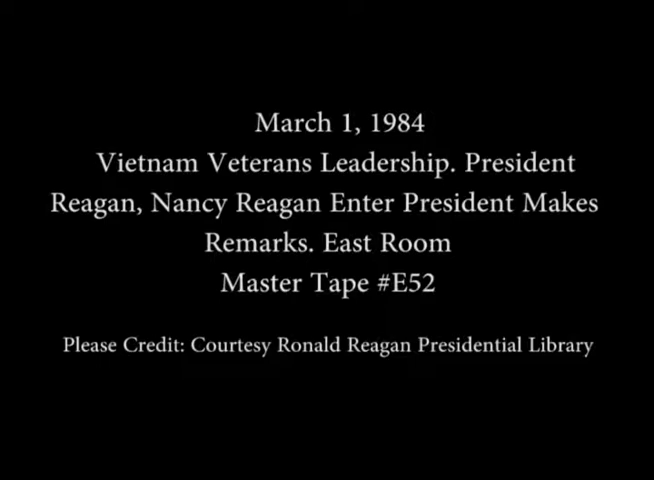 March 1, 1984
Vietnam Veterans Leadership. President
Reagan, Nancy Reagan Enter President Makes
Remarks. East Room
Master Tape #E52
Please Credit: Courtesy Ronald Reagan Presidential Library